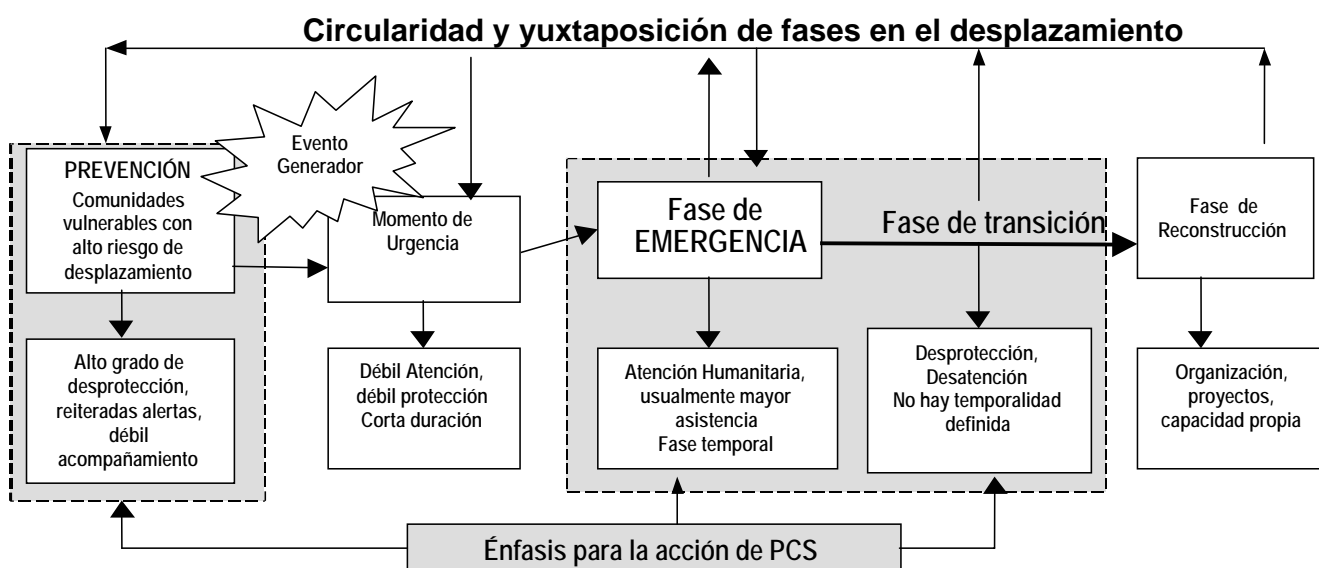 Circularidad y yuxtaposición de fases en el desplazamiento
Evento
Generador
PREVENCIÓN
Comunidades
vulnerables con
alto riesgo de
desplazamiento
Momento de
Urgencia
Fase de
EMERGENCIA
Fase de transición
Fase de
Reconstrucción
Alto grado de
desprotección,
reiteradas alertas,
débil
acompañamiento
Débil Atención,
débil protección
Corta duración
Atención Humanitaria,
usualmente mayor
asistencia
Fase temporal
Desprotección,
Desatención
No hay temporalidad
definida
Organización,
proyectos,
capacidad propia
Énfasis para la acción de PCS